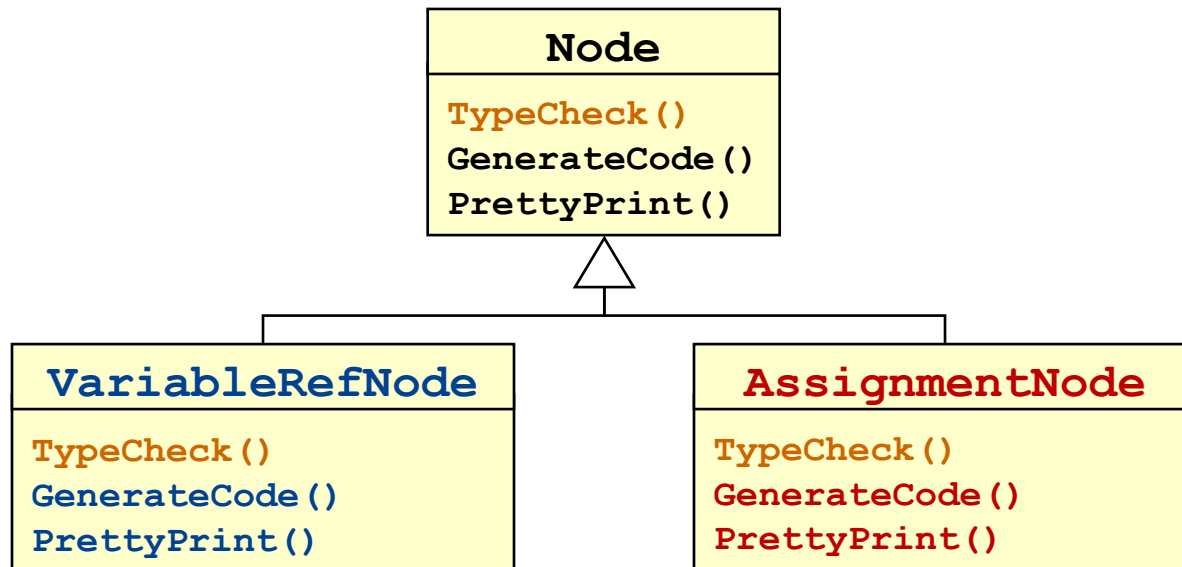 Node
TypeCheck()
GenerateCode()
PrettyPrint()
VariableRefNode
TypeCheck()
GenerateCode()
PrettyPrint()
AssignmentNode
TypeCheck()
GenerateCode()
PrettyPrint()